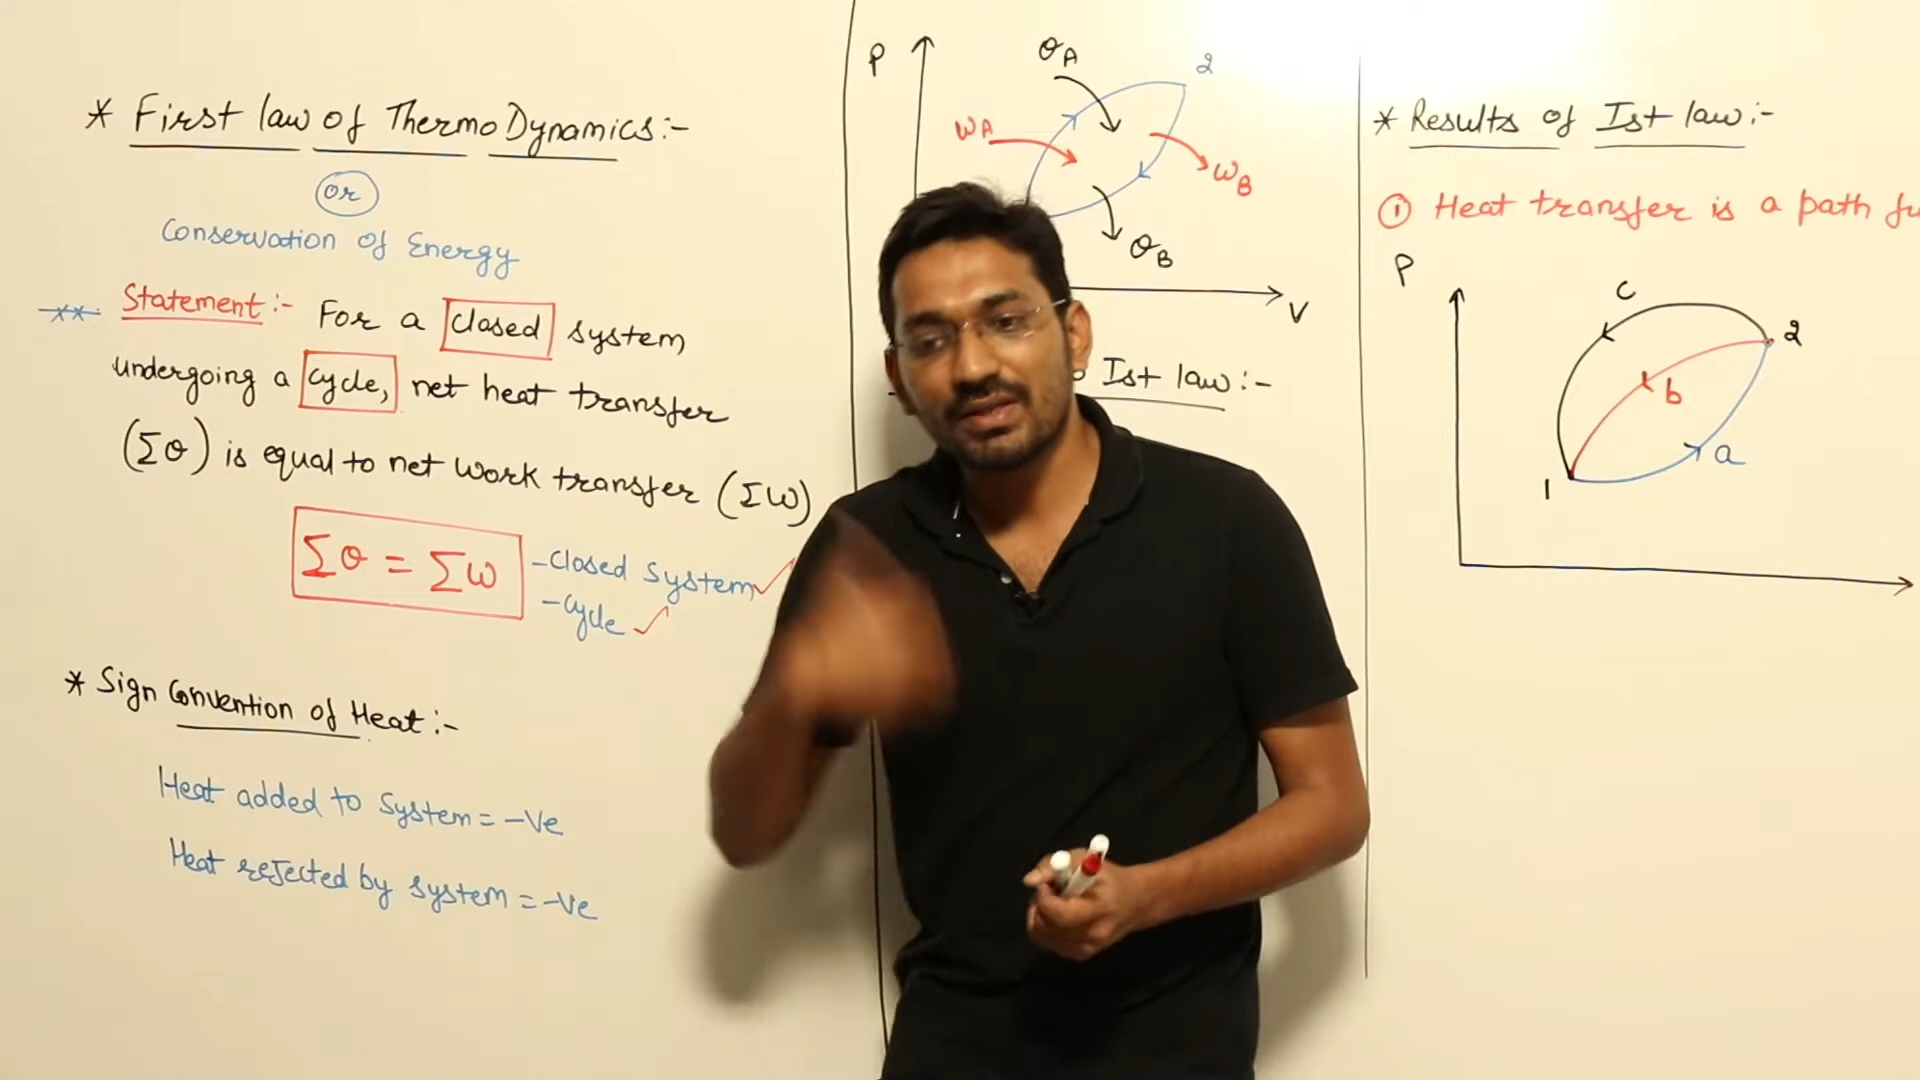 * First law of ThermoDynamics:-
or
Conservation of Energy
** Statement:- For a closed system
undergoing a cycle, net heat transfer
(ΣQ) is equal to net work transfer (ΣW)
ΣQ = ΣW
-closed system ✓
-cycle ✓
* Sign Convention of Heat:-
Heat added to System = -Ve
Heat rejected by system = -Ve
P
QA
2
WA
WB
QB
V
Ist law:-
* Results of Ist law:-
① Heat transfer is a path
P
c
2
b
a
1